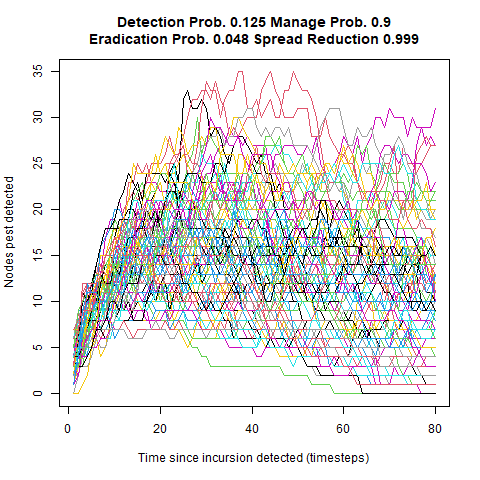 Detection Prob. 0.125 Manage Prob. 0.9
Eradication Prob. 0.048 Spread Reduction 0.999
35
30
25
20
15
10
5
0
Nodes pest detected
0 20 40 60 80
Time since incursion detected (timesteps)